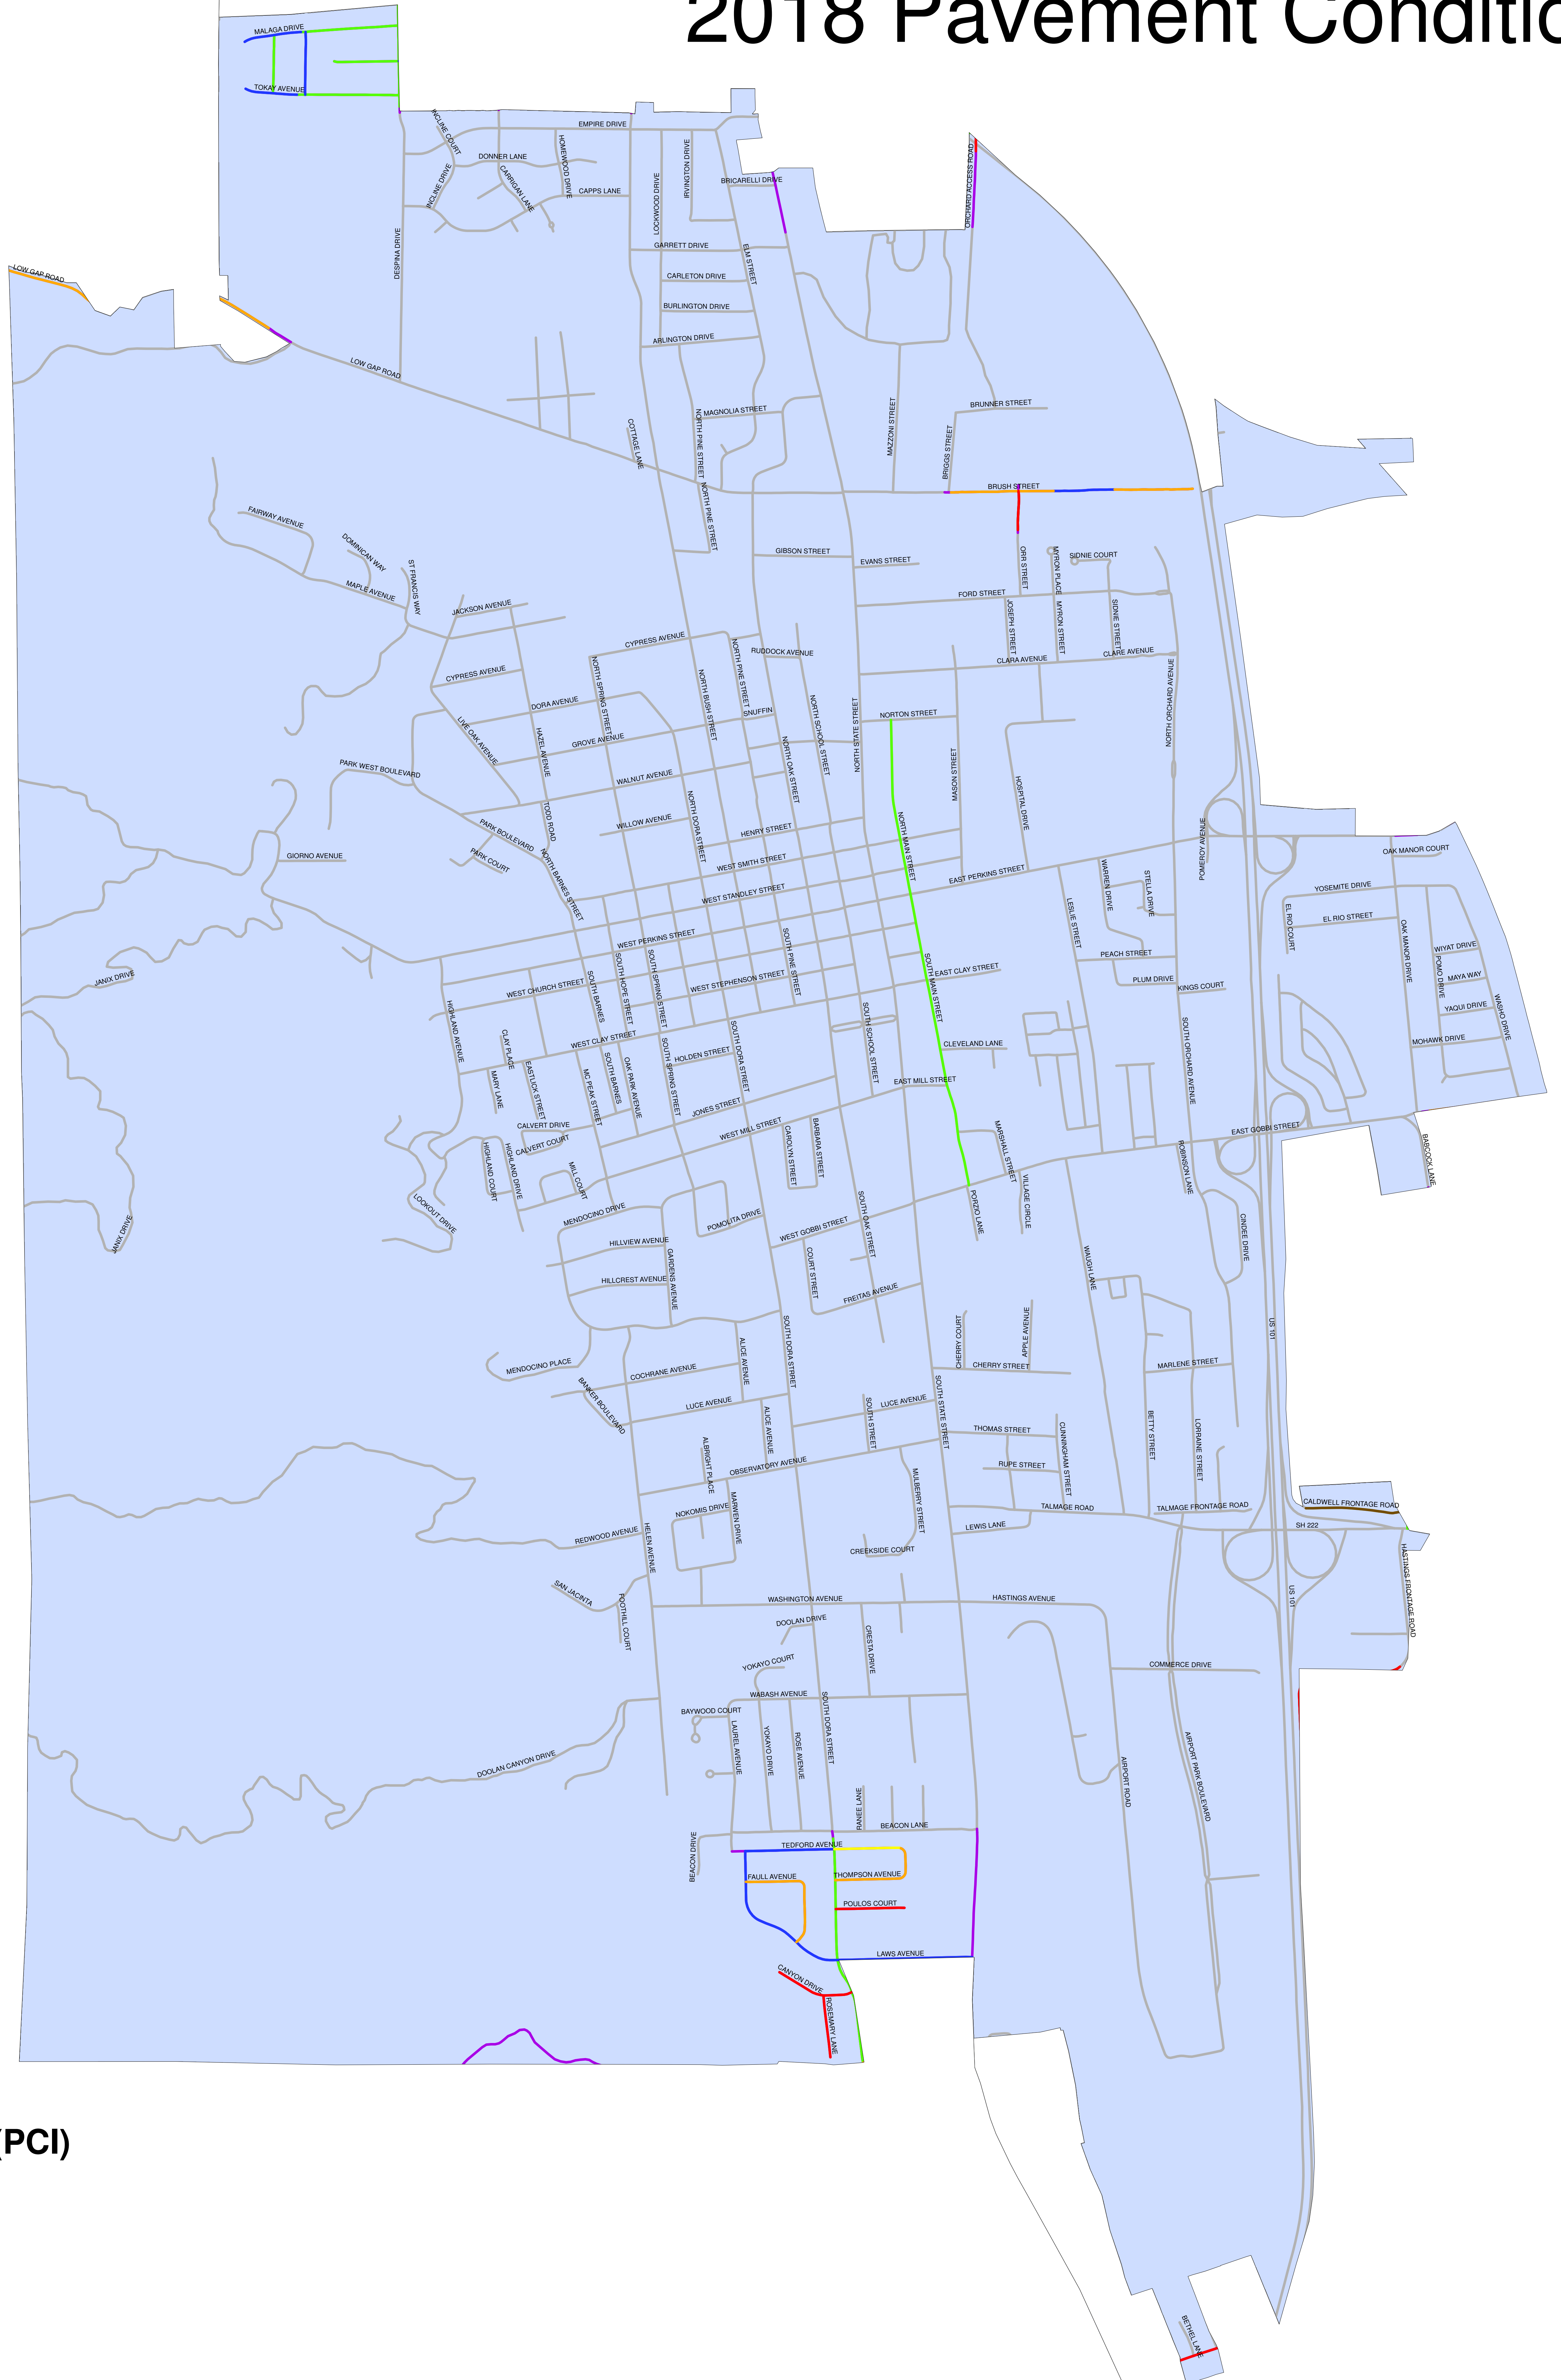 2018 Pavement Conditio
MALAGA DRIVE
TOKAY AVENUE
INCLINE COURT
EMPIRE DRIVE
DONNER LANE
HOMEWOOD DRIVE
IRVINGTON DRIVE
ORCHARD ACCESS ROAD
INCLINE DRIVE
CARRIGAN LANE
CAPPS LANE
LOCKWOOD DRIVE
BRICARELLI DRIVE
DESPINA DRIVE
GARRETT DRIVE
ELM STREET
LOW GAP ROAD
CARLETON DRIVE
BURLINGTON DRIVE
ARLINGTON DRIVE
LOW GAP ROAD
COTTAGE LANE
NORTH PINE STREET
MAGNOLIA STREET
MAZZONI STREET
BRUNNER STREET
BRIGGS STREET
NORTH PINE STREET
BRUSH STREET
FAIRWAY AVENUE
DOMINICAN WAY
ST FRANCIS WAY
MAPLE AVENUE
GIBSON STREET
EVANS STREET
ORR STREET
MYRON PLACE
SIDNIE COURT
JACKSON AVENUE
FORD STREET
JOSEPH STREET
MYRON STREET
SIDNIE STREET
CYPRESS AVENUE
NORTH PINE STREET
RUDDOCK AVENUE
CLARA AVENUE
CLARE AVENUE
CYPRESS AVENUE
NORTH SPRING STREET
NORTH BUSH STREET
NORTH SCHOOL STREET
NORTH STATE STREET
NORTH ORCHARD AVENUE
DORA AVENUE
SNUFFIN
NORTON STREET
LIVE OAK AVENUE
HAZEL AVENUE
GROVE AVENUE
NORTH OAK STREET
MASON STREET
HOSPITAL DRIVE
PARK WEST BOULEVARD
WALNUT AVENUE
TODD ROAD
NORTH DORA STREET
NORTH MAIN STREET
POMEROY AVENUE
PARK BOULEVARD
WILLOW AVENUE
HENRY STREET
PARK COURT
GIORNO AVENUE
NORTH BARNES STREET
WEST SMITH STREET
EAST PERKINS STREET
WARREN DRIVE
STELLA DRIVE
OAK MANOR COURT
YOSEMITE DRIVE
WEST STANDLEY STREET
LESLIE STREET
EL RIO COURT
EL RIO STREET
OAK MANOR DRIVE
WEST PERKINS STREET
SOUTH PINE STREET
SOUTH MAIN STREET
PEACH STREET
WIYAT DRIVE
POMO DRIVE
JANIX DRIVE
SOUTH BARNES
SOUTH HOPE STREET
SOUTH SPRING STREET
EAST CLAY STREET
PLUM DRIVE
KINGS COURT
MAYA WAY
WEST CHURCH STREET
WEST STEPHENSON STREET
YAQUI DRIVE
WASHO DRIVE
HIGHLAND AVENUE
CLAY PLACE
WEST CLAY STREET
SOUTH DORA STREET
SOUTH SCHOOL STREET
SOUTH ORCHARD AVENUE
MOHAWK DRIVE
HOLDEN STREET
CLEVELAND LANE
MARY LANE
EASTLICK STREET
MC PEAK STREET
SOUTH BARNES
OAK PARK AVENUE
SOUTH SPRING STREET
EAST MILL STREET
JONES STREET
CALVERT DRIVE
WEST MILL STREET
CAROLYN STREET
BARBARA STREET
EAST GOBBI STREET
MARSHALL STREET
BABCOCK LANE
CALVERT COURT
HIGHLAND COURT
HIGHLAND DRIVE
MILL COURT
ROBINSON LANE
LOOKOUT DRIVE
MENDOCINO DRIVE
POMOLITA DRIVE
SOUTH OAK STREET
PORZIO LANE
VILLAGE CIRCLE
JANIX DRIVE
WEST GOBBI STREET
CINDEE DRIVE
HILLVIEW AVENUE
GARDENS AVENUE
COURT STREET
WAUGH LANE
HILLCREST AVENUE
FREITAS AVENUE
US 101
SOUTH DORA STREET
CHERRY COURT
APPLE AVENUE
MENDOCINO PLACE
ALICE AVENUE
CHERRY STREET
MARLENE STREET
COCHRANE AVENUE
BANKER BOULEVARD
LUCE AVENUE
ALICE AVENUE
SOUTH STREET
LUCE AVENUE
SOUTH STATE STREET
BETTY STREET
LORRAINE STREET
THOMAS STREET
CUNNINGHAM STREET
ALBRIGHT PLACE
OBSERVATORY AVENUE
RUPE STREET
MULBERRY STREET
NOKOMIS DRIVE
MARWEN DRIVE
TALMAGE ROAD
TALMAGE FRONTAGE ROAD
CALDWELL FRONTAGE ROAD
REDWOOD AVENUE
HELEN AVENUE
LEWIS LANE
SH 222
CREEKSIDE COURT
HASTINGS FRONTAGE ROAD
SAN JACINTA
FOOTHILL COURT
WASHINGTON AVENUE
HASTINGS AVENUE
US 101
DOOLAN DRIVE
CRESTA DRIVE
YOKAYO COURT
COMMERCE DRIVE
WABASH AVENUE
BAYWOOD COURT
SOUTH DORA STREET
LAUREL AVENUE
YOKAYO DRIVE
ROSE AVENUE
DOOLAN CANYON DRIVE
AIRPORT ROAD
AIRPORT PARK BOULEVARD
RANEE LANE
BEACON LANE
BEACON DRIVE
TEDFORD AVENUE
FAULL AVENUE
THOMPSON AVENUE
POULOS COURT
LAWS AVENUE
CANYON DRIVE
ROSEMARY LANE
(PCI)
BETHEL LANE